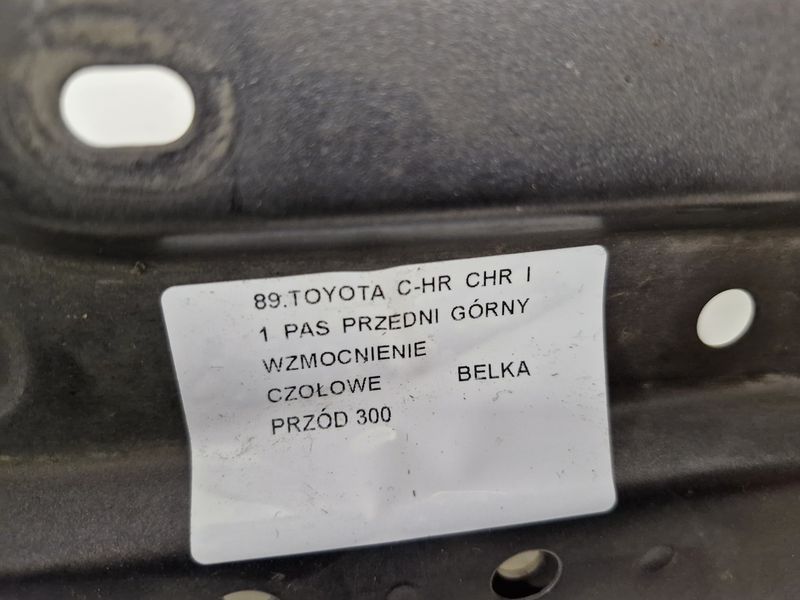 89.TOYOTA C-HR CHR I
1 PAS PRZEDNI GÓRNY
WZMOCNIENIE
CZOŁOWE BELKA
PRZÓD 300